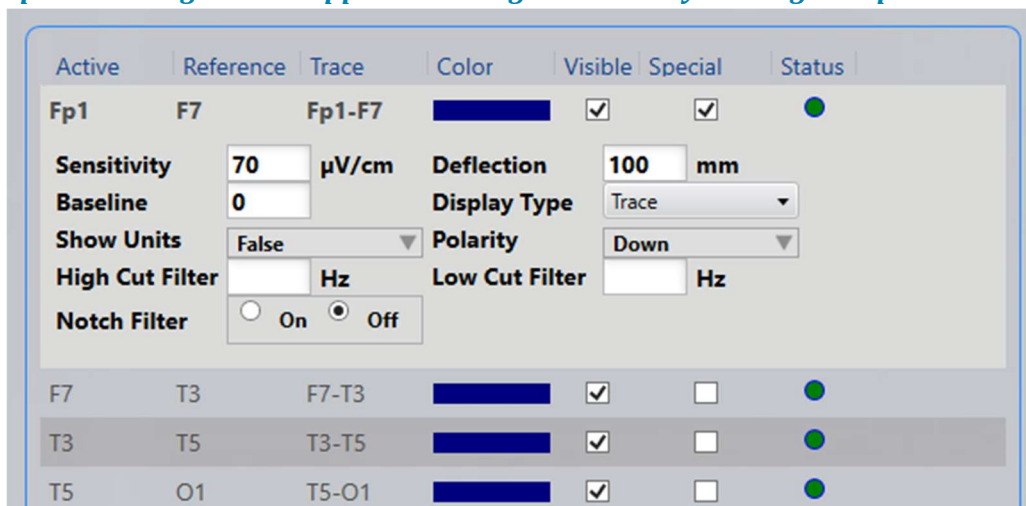 Active Reference Trace Color Visible Special Status
Fp1 F7 Fp1-F7
Sensitivity 70 µV/cm Deflection 100 mm
Baseline 0 Display Type Trace
Show Units False Polarity Down
High Cut Filter Hz Low Cut Filter Hz
Notch Filter On Off
F7 T3 F7-T3
T3 T5 T3-T5
T5 O1 T5-O1